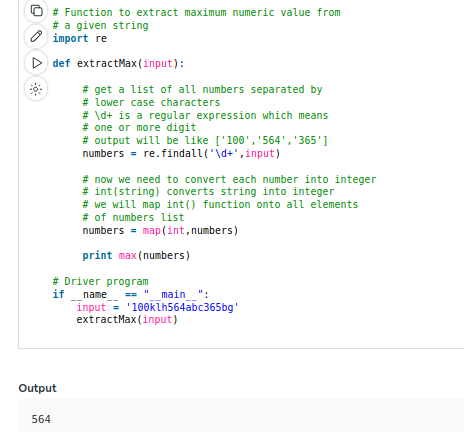 # Function to extract maximum numeric value from
# a given string
import re
def extractMax(input):
# get a list of all numbers separated by
# lower case characters
# \d+ is a regular expression which means
# one or more digit
# output will be like ['100','564','365']
numbers = re.findall('\d+',input)
# now we need to convert each number into integer
# int(string) converts string into integer
# we will map int() function onto all elements
# of numbers list
numbers = map(int,numbers)
print max(numbers)
# Driver program
if __name__ == "__main__":
input = '100klh564abc365bg'
extractMax(input)
Output
564